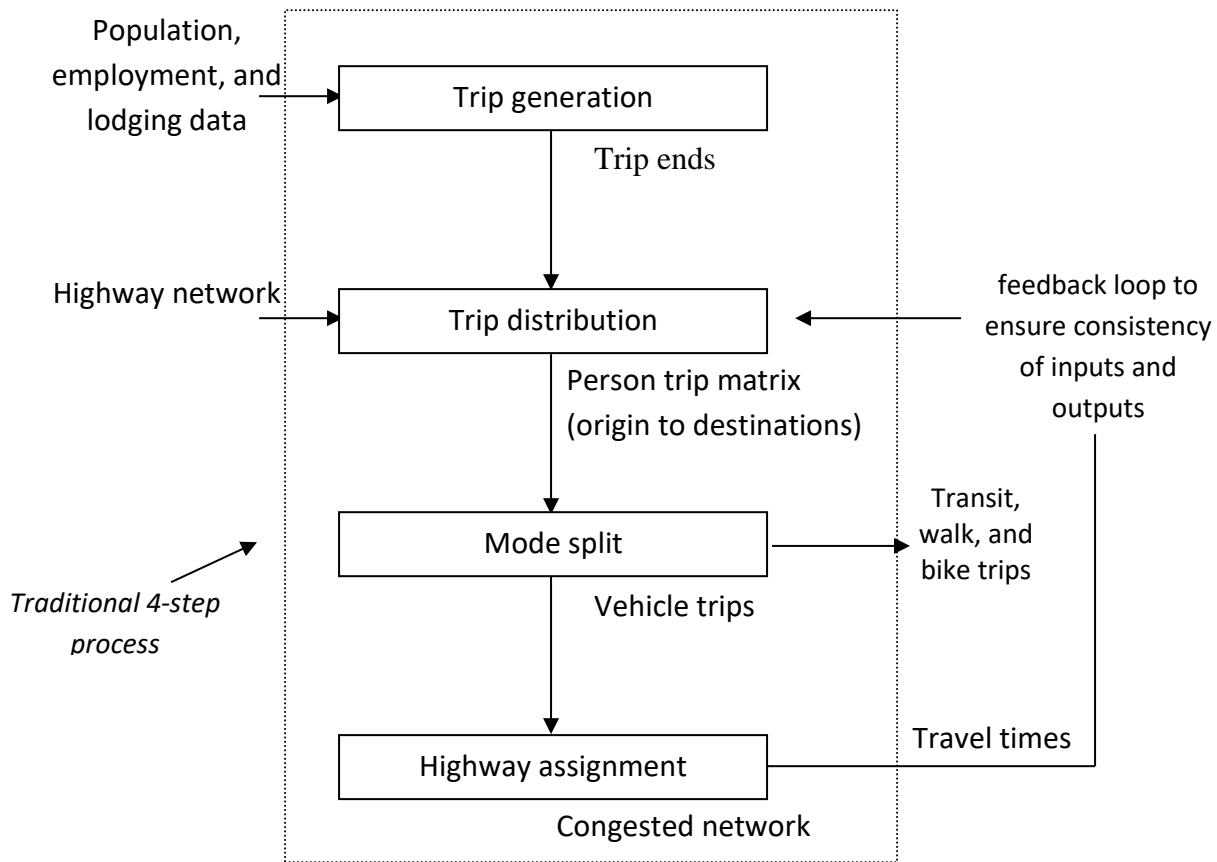 Population,
employment, and
lodging data
Trip generation
Trip ends
Highway network
Trip distribution
feedback loop to
ensure consistency
of inputs and
outputs
Person trip matrix
(origin to destinations)
Mode split
Transit,
walk, and
bike trips
Traditional 4-step
process
Vehicle trips
Highway assignment
Travel times
Congested network